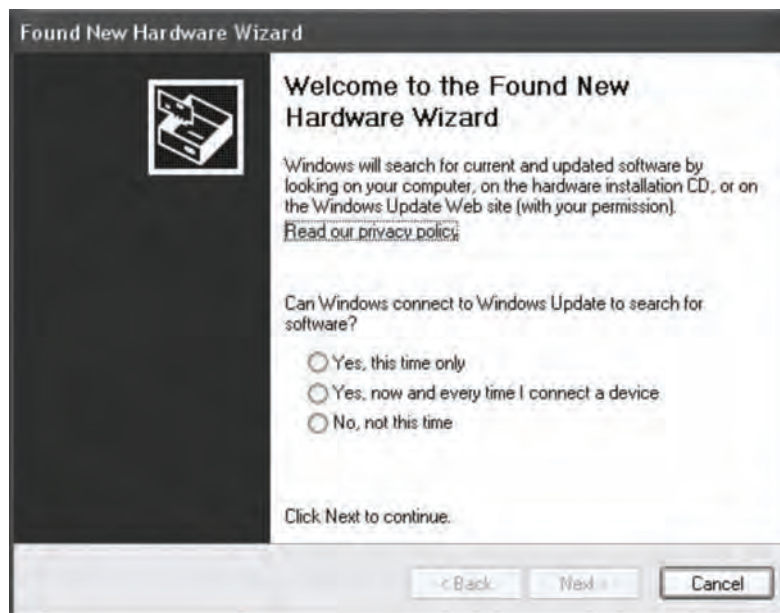 Found New Hardware Wizard
Welcome to the Found New
Hardware Wizard
Windows will search for current and updated software by
looking on your computer, on the hardware installation CD, or on
the Windows Update Web site (with your permission).
Read our privacy policy
Can Windows connect to Windows Update to search for
software?
Yes, this time only
Yes, now and every time I connect a device
No, not this time
Click Next to continue.
< Back
Next >
Cancel